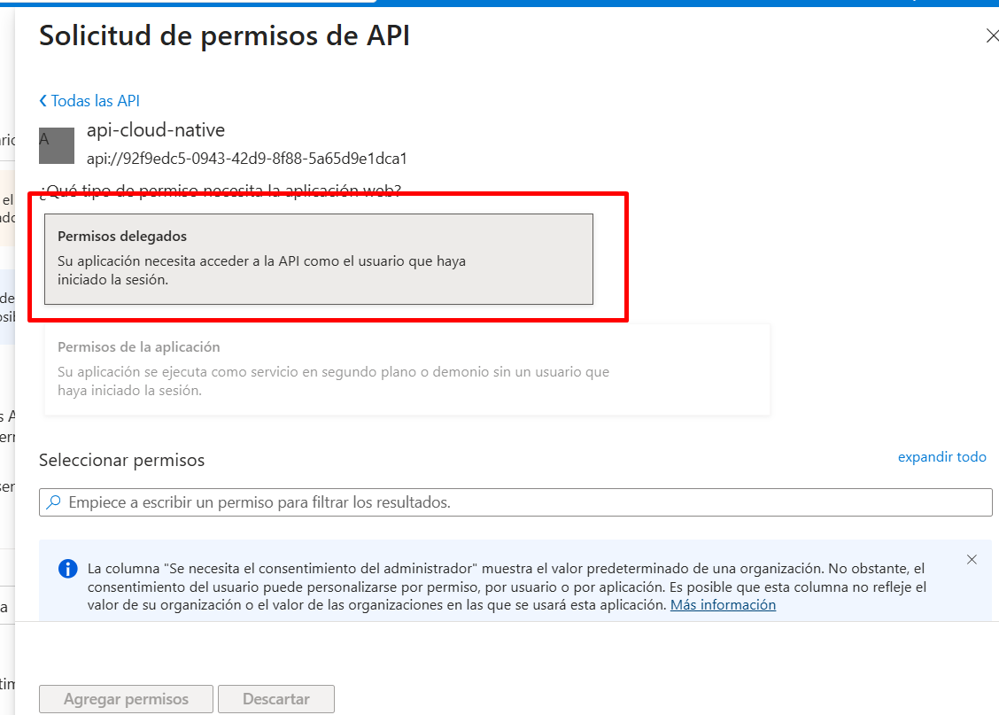 Solicitud de permisos de API
Todas las API
A
api-cloud-native
api://92f9edc5-0943-42d9-8f88-5a65d9e1dca1
¿Qué tipo de permiso necesita la aplicación web?
Permisos delegados
Su aplicación necesita acceder a la API como el usuario que haya
iniciado la sesión.
Permisos de la aplicación
Su aplicación se ejecuta como servicio en segundo plano o demonio sin un usuario que
haya iniciado la sesión.
Seleccionar permisos
expandir todo
Empiece a escribir un permiso para filtrar los resultados.
La columna "Se necesita el consentimiento del administrador" muestra el valor predeterminado de una organización. No obstante, el
consentimiento del usuario puede personalizarse por permiso, por usuario o por aplicación. Es posible que esta columna no refleje el
valor de su organización o el valor de las organizaciones en las que se usará esta aplicación. Más información
Agregar permisos
Descartar